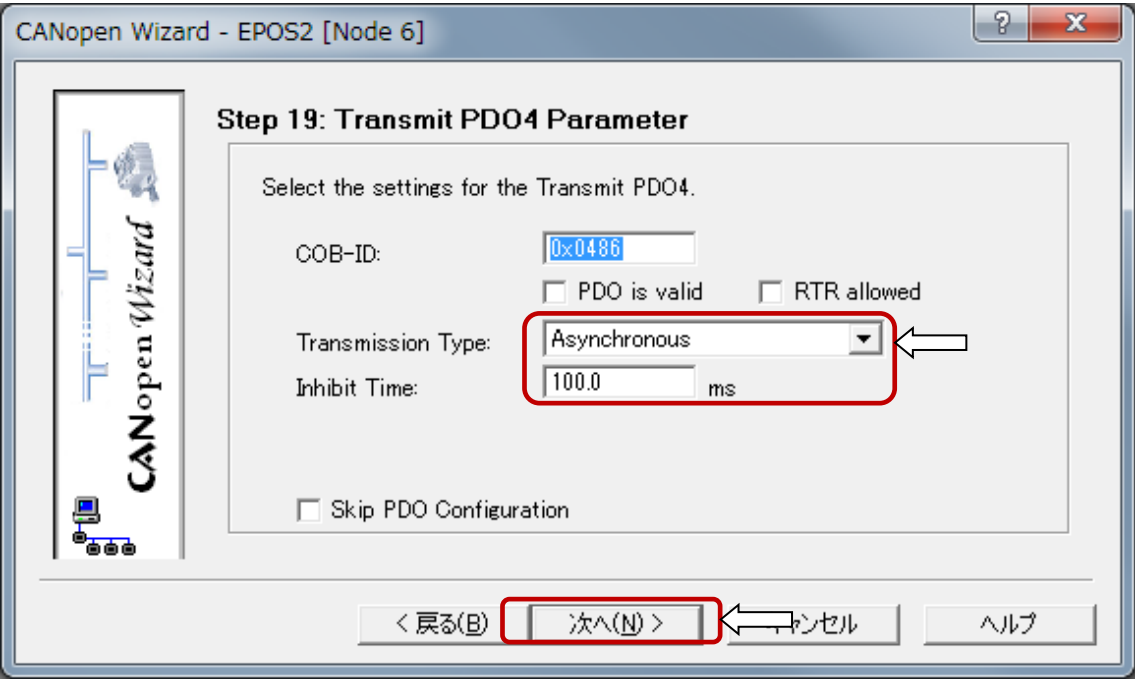 CANopen Wizard - EPOS2 [Node 6]
CANopen Wizard
Step 19: Transmit PDO4 Parameter
Select the settings for the Transmit PDO4.
COB-ID: 0x0486
PDO is valid RTR allowed
Transmission Type: Asynchronous
Inhibit Time: 100.0 ms
Skip PDO Configuration
< 戻る(B) 次へ(N) > キャンセル ヘルプ